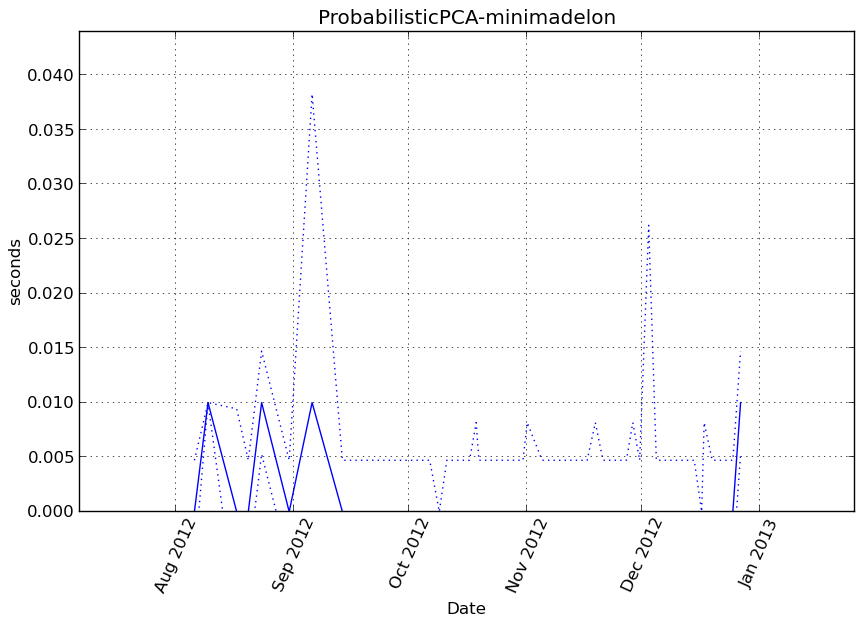 ProbabilisticPCA-minimadelon
0.040
0.035
0.030
0.025
0.020
0.015
0.010
0.005
0.000
seconds
Aug 2012
Sep 2012
Oct 2012
Nov 2012
Dec 2012
Jan 2013
Date